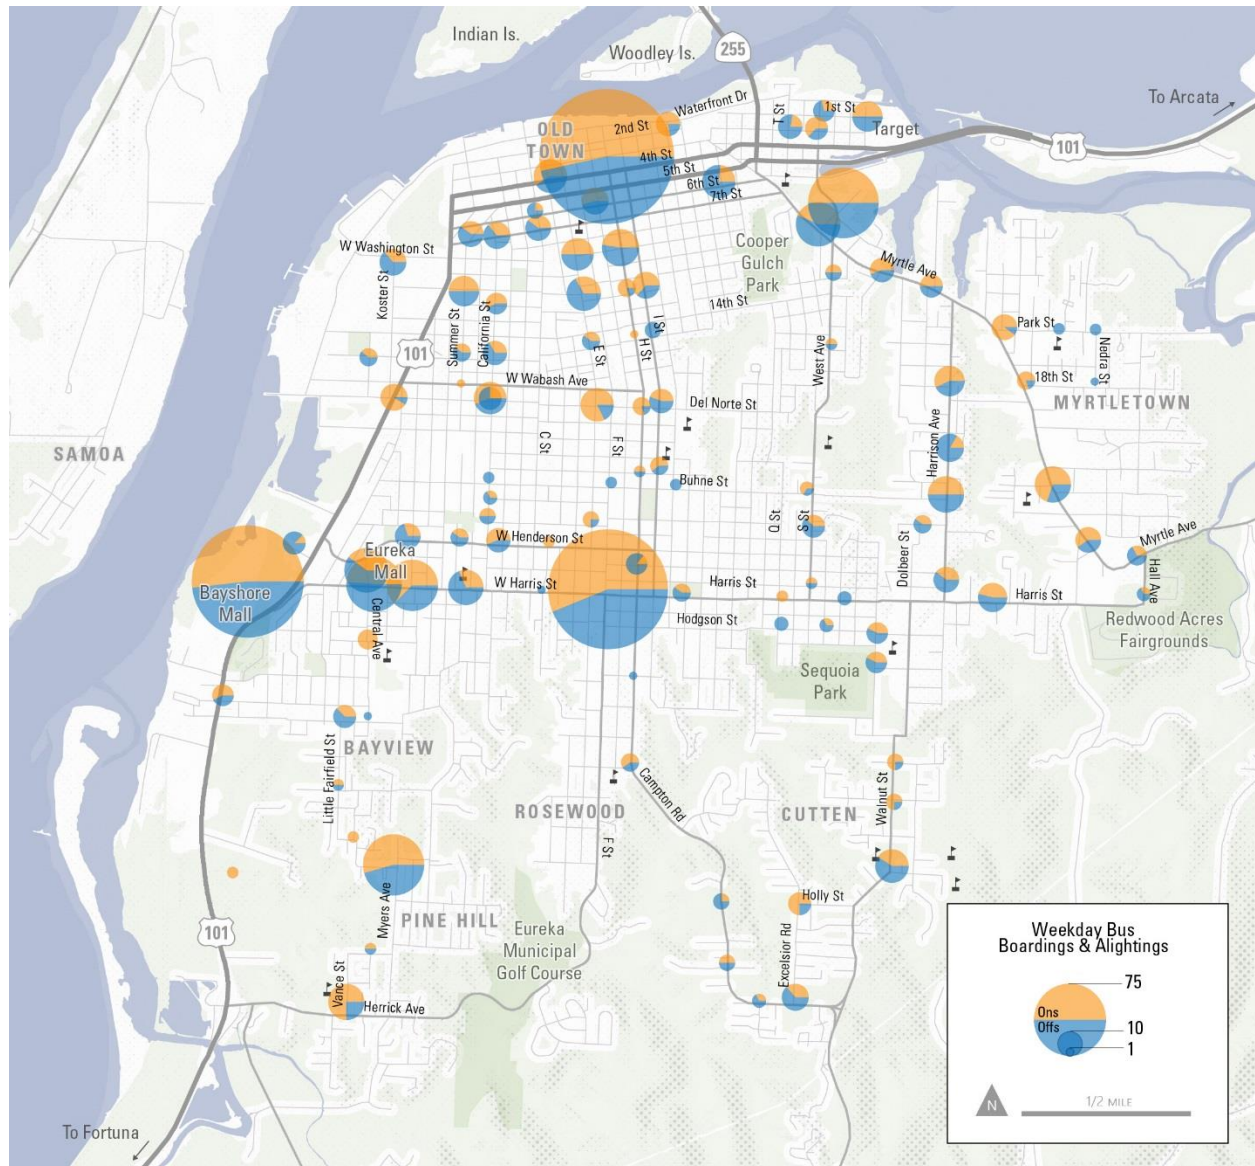 Indian Is.
Woodley Is.
255
To Arcata
101
Waterfront Dr
1st St
T St
Target
2nd St
OLD
TOWN
4th St
5th St
6th St
7th St
Cooper
Gulch
Park
W Washington St
Koster St
Myrtle Ave
14th St
I St
H St
E St
Summer St
California St
101
West Ave
Park St
Nedra St
18th St
MYRTLETOWN
W Wabash Ave
Del Norte St
SAMOA
C St
F St
Harrison Ave
Buhne St
Q St
S St
Dolbeer St
W Henderson St
Eureka
Mall
Myrtle Ave
Hall Ave
Bayshore
Mall
W Harris St
Harris St
Harris St
Central Ave
Hodgson St
Redwood Acres
Fairgrounds
Sequoia
Park
BAYVIEW
Little Fairfield St
Campton Rd
Walnut St
ROSEWOOD
CUTTEN
F St
Holly St
Myers Ave
PINE HILL
101
Eureka
Municipal
Golf Course
Excelsior Rd
Vance St
Herrick Ave
To Fortuna
Weekday Bus
Boardings & Alightings
75
Ons
Offs
10
1
N
1/2 MILE